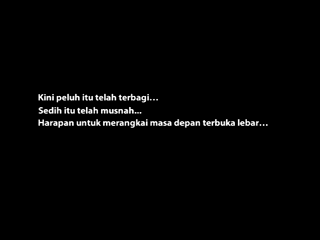 Kini peluh itu telah terbagi...
Sedih itu telah musnah...
Harapan untuk merangkai masa depan terbuka lebar...